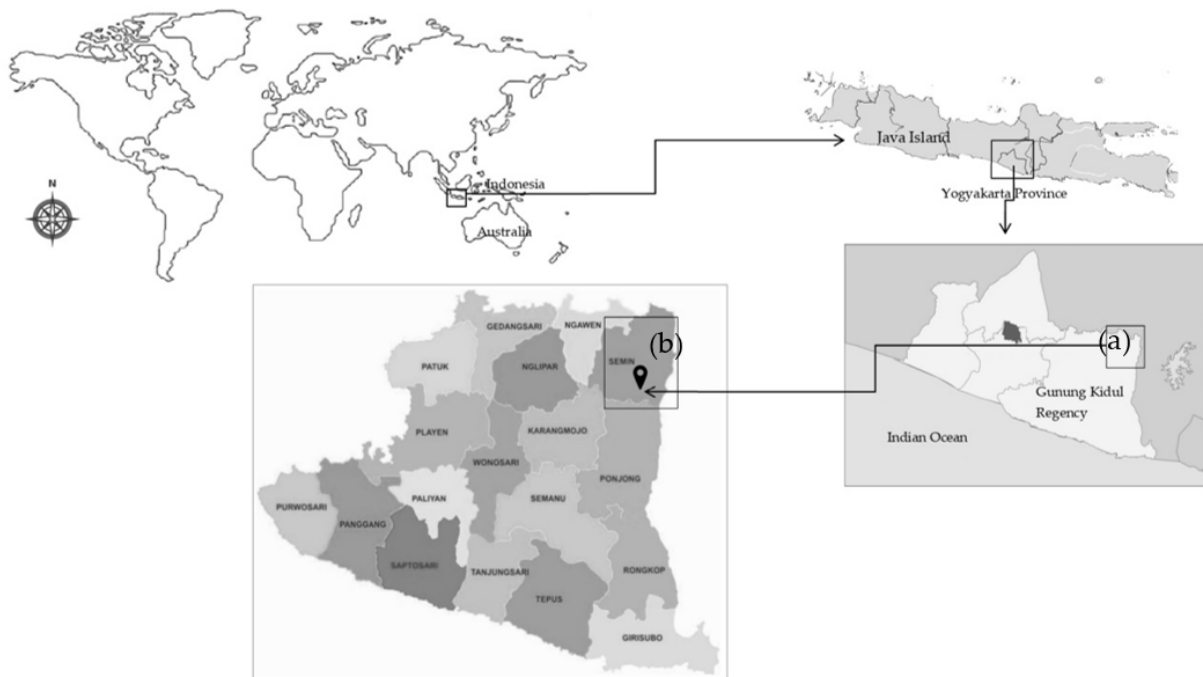 N
Indonesia
Australia
Java Island
Yogyakarta Province
(a)
Gunung Kidul
Regency
Indian Ocean
GEDANGSARI
NGAWEN
(b)
SEMIN
PATUK
NGLIPAR
PLAYEN
KARANGMOJO
WONOSARI
PONJONG
PALIYAN
SEMANU
PURWOSARI
PANGGANG
SAPTOSARI
TANJUNGSARI
RONGKOP
TEPUS
GIRISUBO